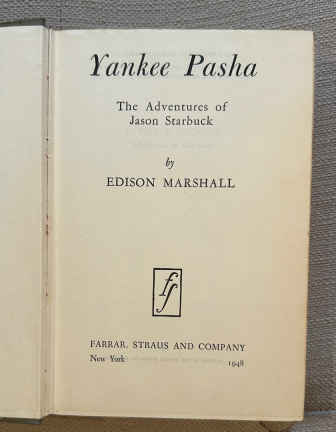 Yankee Pasha
The Adventures of
Jason Starbuck
by
EDISON MARSHALL
fs
FARRAR, STRAUS AND COMPANY
New York 1948